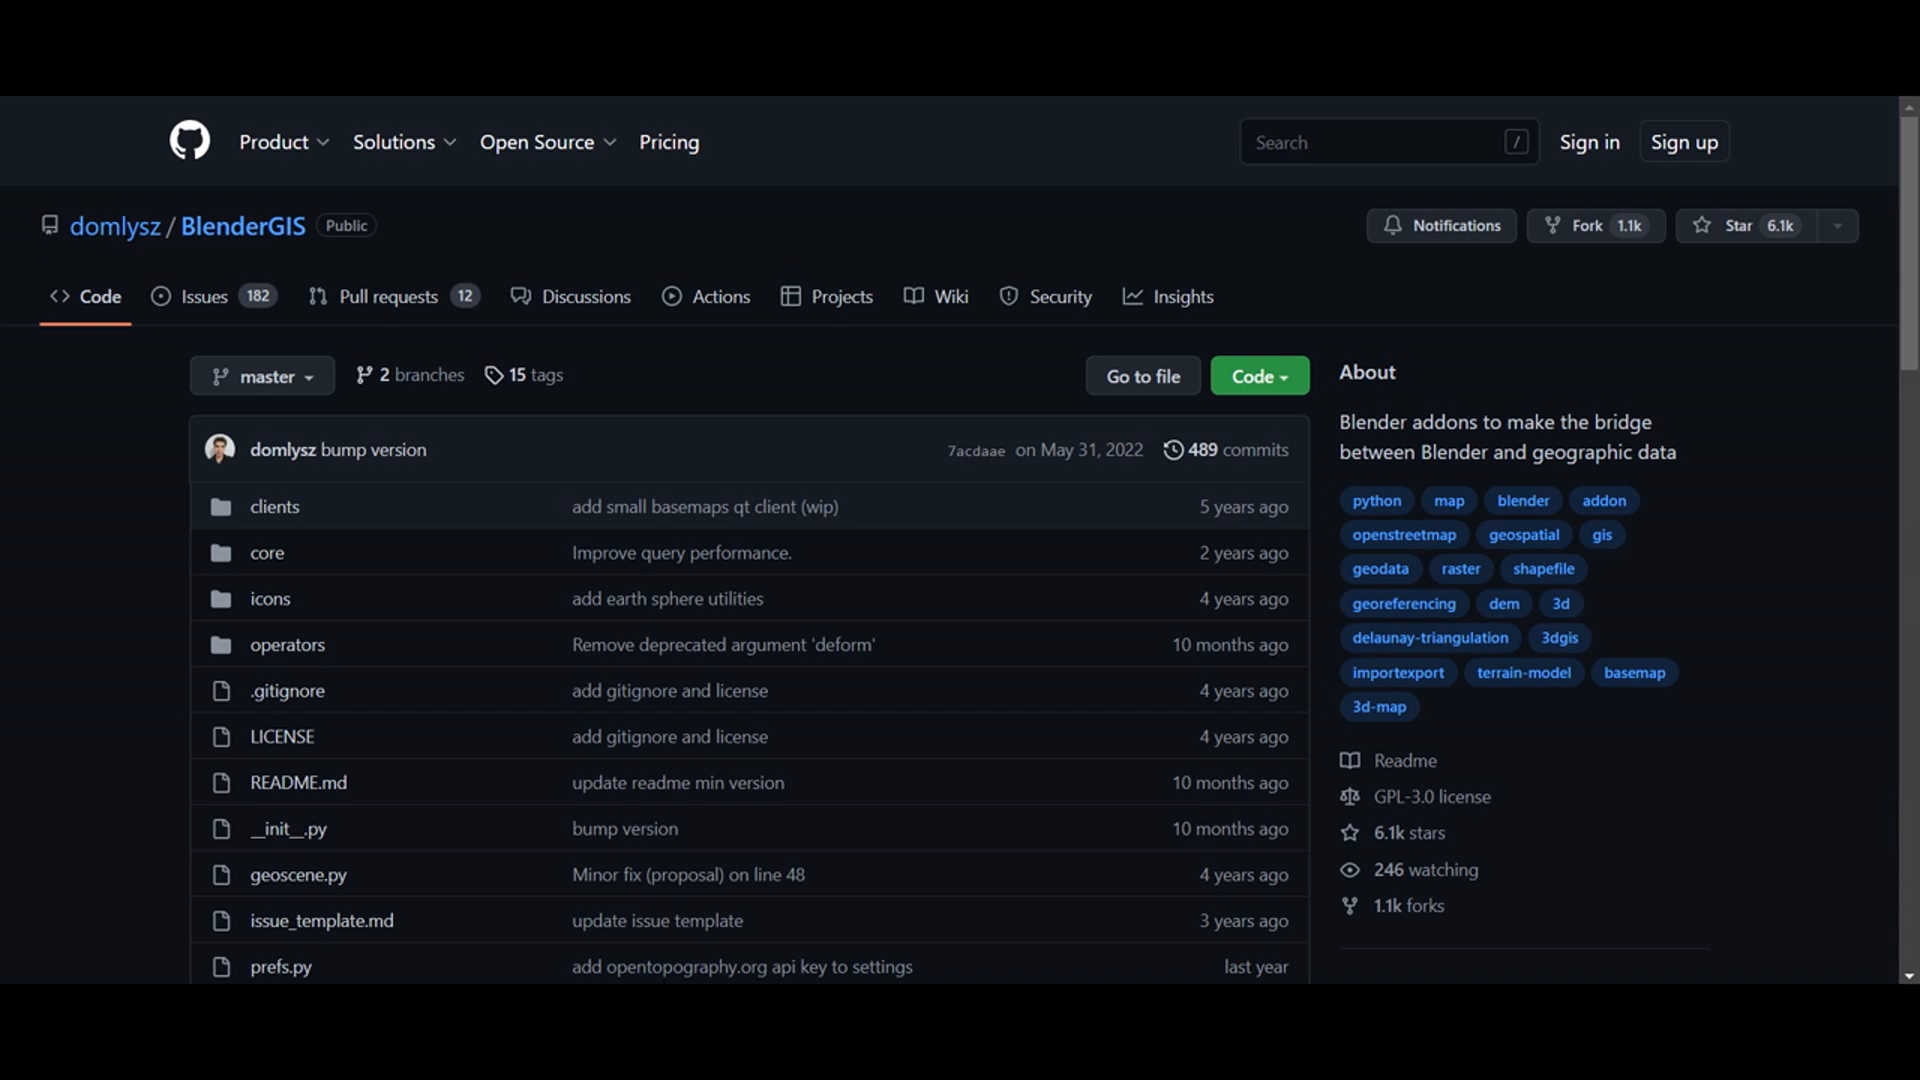 Product Solutions Open Source Pricing Search / Sign in Sign up
domlysz / BlenderGIS Public Notifications Fork 1.1k Star 6.1k
Code Issues 182 Pull requests 12 Discussions Actions Projects Wiki Security Insights
master 2 branches 15 tags Go to file Code
domlysz bump version 7acdaae on May 31, 2022 489 commits
clients add small basemaps qt client (wip) 5 years ago
core Improve query performance. 2 years ago
icons add earth sphere utilities 4 years ago
operators Remove deprecated argument 'deform' 10 months ago
.gitignore add gitignore and license 4 years ago
LICENSE add gitignore and license 4 years ago
README.md update readme min version 10 months ago
__init__.py bump version 10 months ago
geoscene.py Minor fix (proposal) on line 48 4 years ago
issue_template.md update issue template 3 years ago
prefs.py add opentopography.org api key to settings last year
About
Blender addons to make the bridge
between Blender and geographic data
python map blender addon
openstreetmap geospatial gis
geodata raster shapefile
georeferencing dem 3d
delaunay-triangulation 3dgis
importexport terrain-model basemap
3d-map
Readme
GPL-3.0 license
6.1k stars
246 watching
1.1k forks